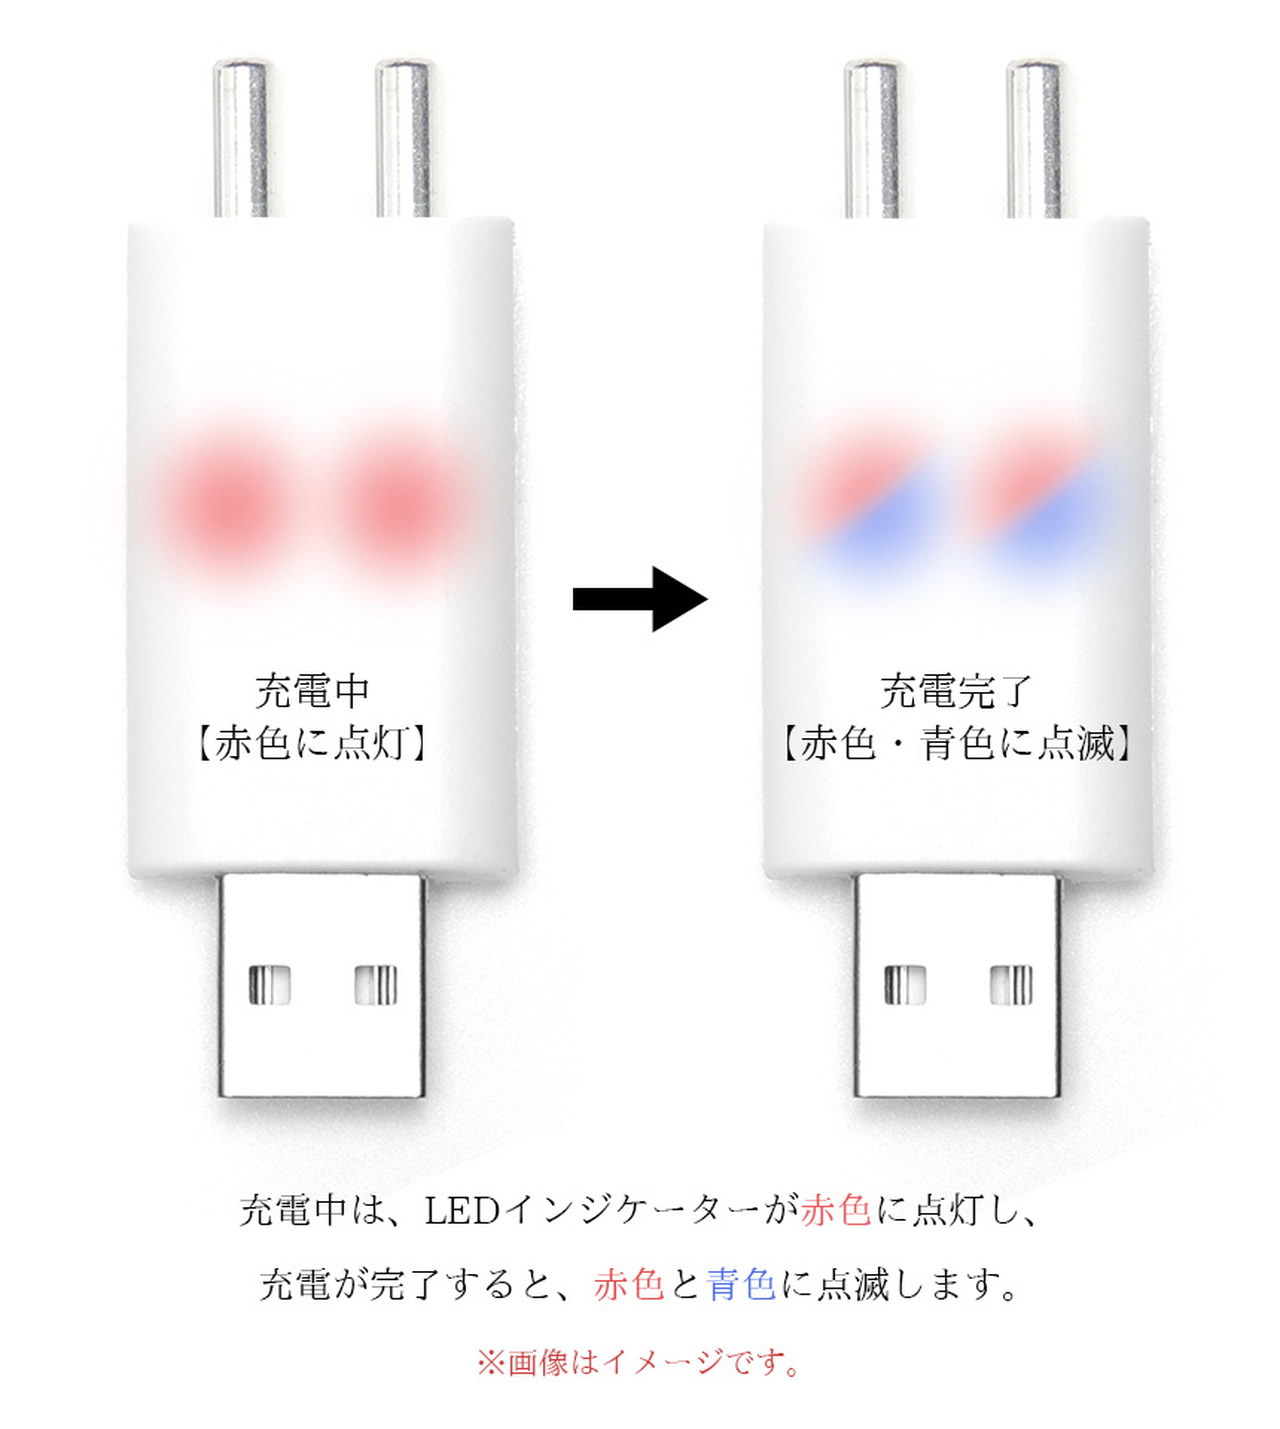 充電中
【赤色に点灯】
充電完了
【赤色・青色に点滅】
充電中は、LEDインジケーターが赤色に点灯し、
充電が完了すると、赤色と青色に点滅します。
※画像はイメージです。